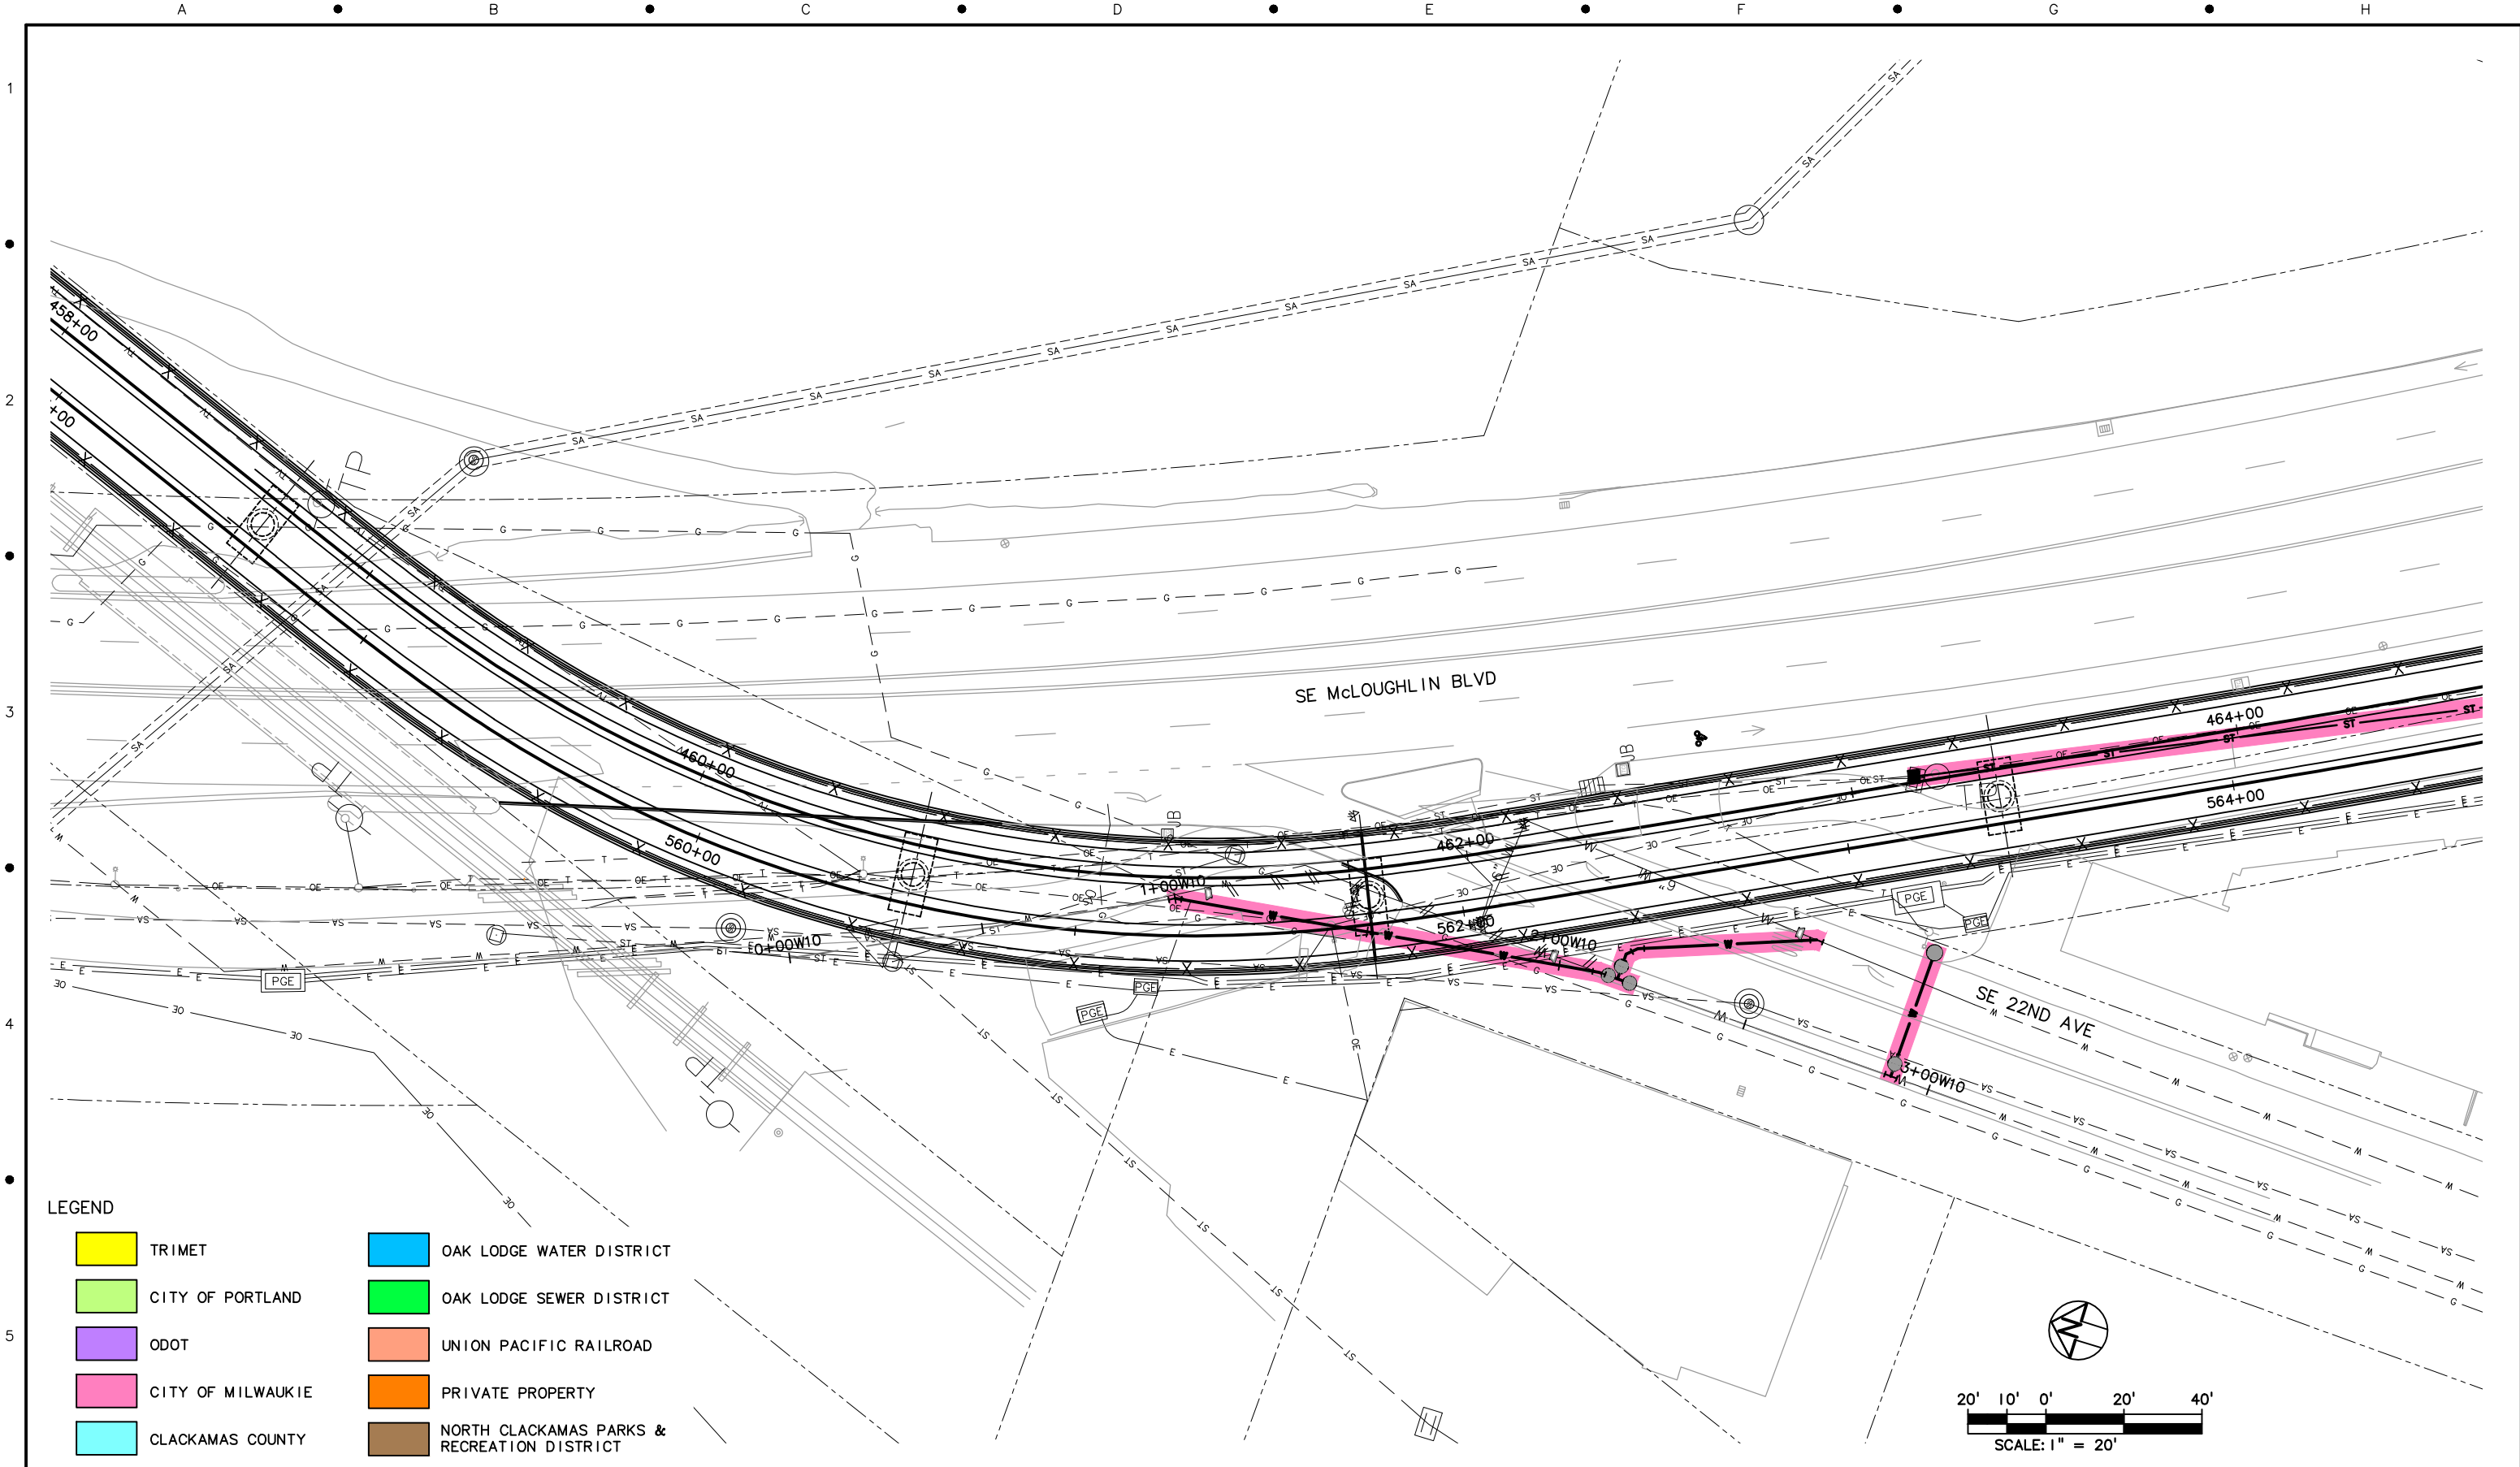 A B C D E F G H
1
2
3
4
5
458+00
+00
460+00
560+00
462+00
562+00
464+00
564+00
SE McLOUGHLIN BLVD
SE 22ND AVE
0+00W10
1+00W10
2+00W10
3+00W10
JB
JB
PGE
PGE
PGE
PGE
PGE
SA
G
OE
ST
W
E
T
LEGEND
TRIMET
CITY OF PORTLAND
ODOT
CITY OF MILWAUKIE
CLACKAMAS COUNTY
OAK LODGE WATER DISTRICT
OAK LODGE SEWER DISTRICT
UNION PACIFIC RAILROAD
PRIVATE PROPERTY
NORTH CLACKAMAS PARKS &
RECREATION DISTRICT
20' 10' 0' 20' 40'
SCALE: 1" = 20'